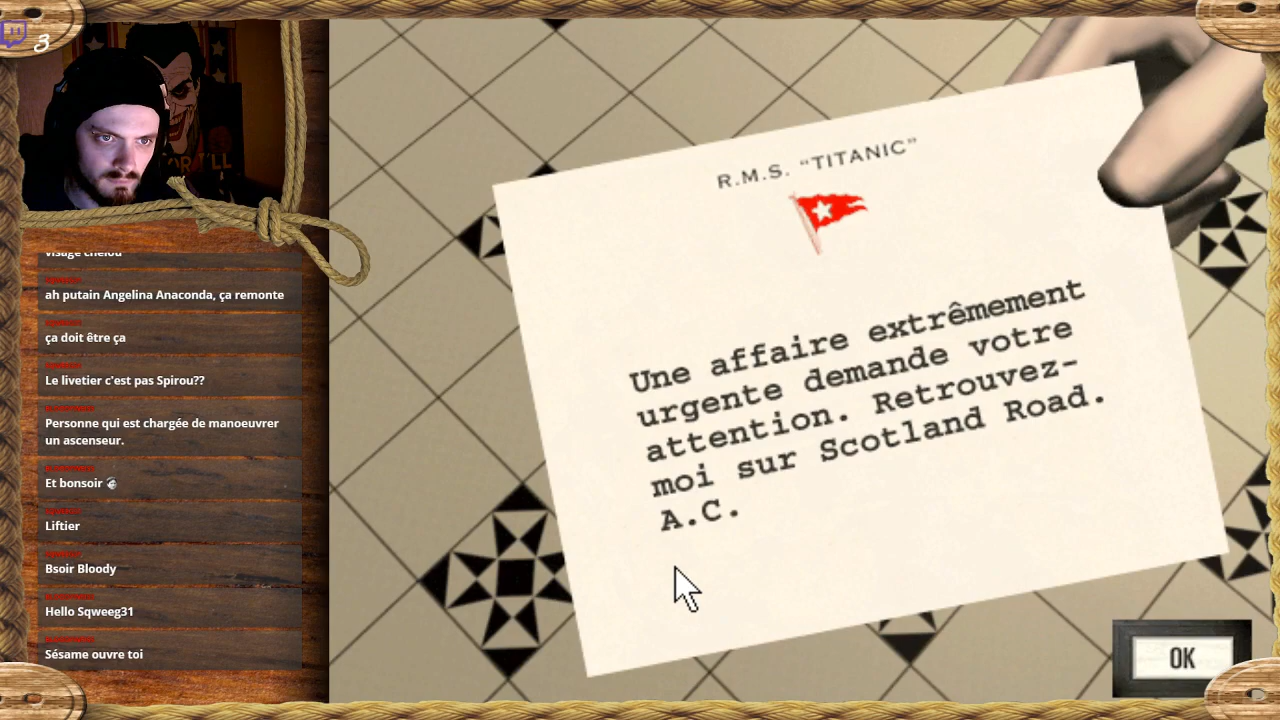 3
visage chelou
ah putain Angelina Anaconda, ça remonte
ça doit être ça
Le livetier c'est pas Spirou??
Personne qui est chargée de manoeuvrer
un ascenseur.
Et bonsoir
Liftier
Bsoir Bloody
Hello Sqweeg31
Sésame ouvre toi
R.M.S. “TITANIC”
Une affaire extrêmement
urgente demande votre
attention. Retrouvez-
moi sur Scotland Road.
A.C.
OK